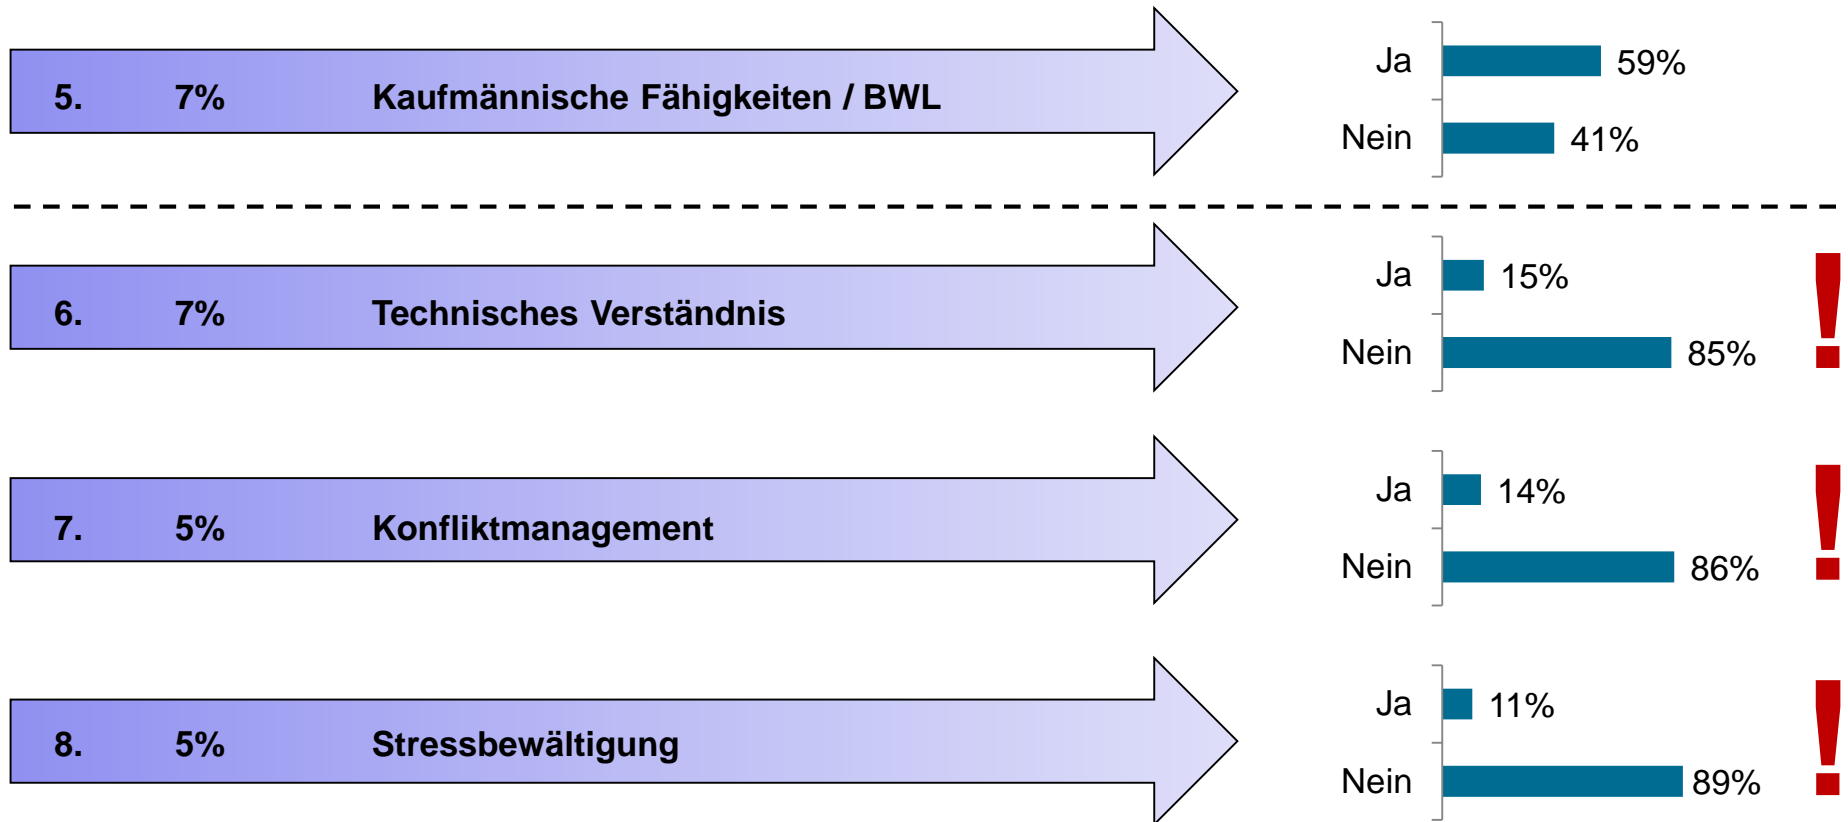 5. 7% Kaufmännische Fähigkeiten / BWL
Ja 59%
Nein 41%
6. 7% Technisches Verständnis
Ja 15%
Nein 85%
!
7. 5% Konfliktmanagement
Ja 14%
Nein 86%
!
8. 5% Stressbewältigung
Ja 11%
Nein 89%
!